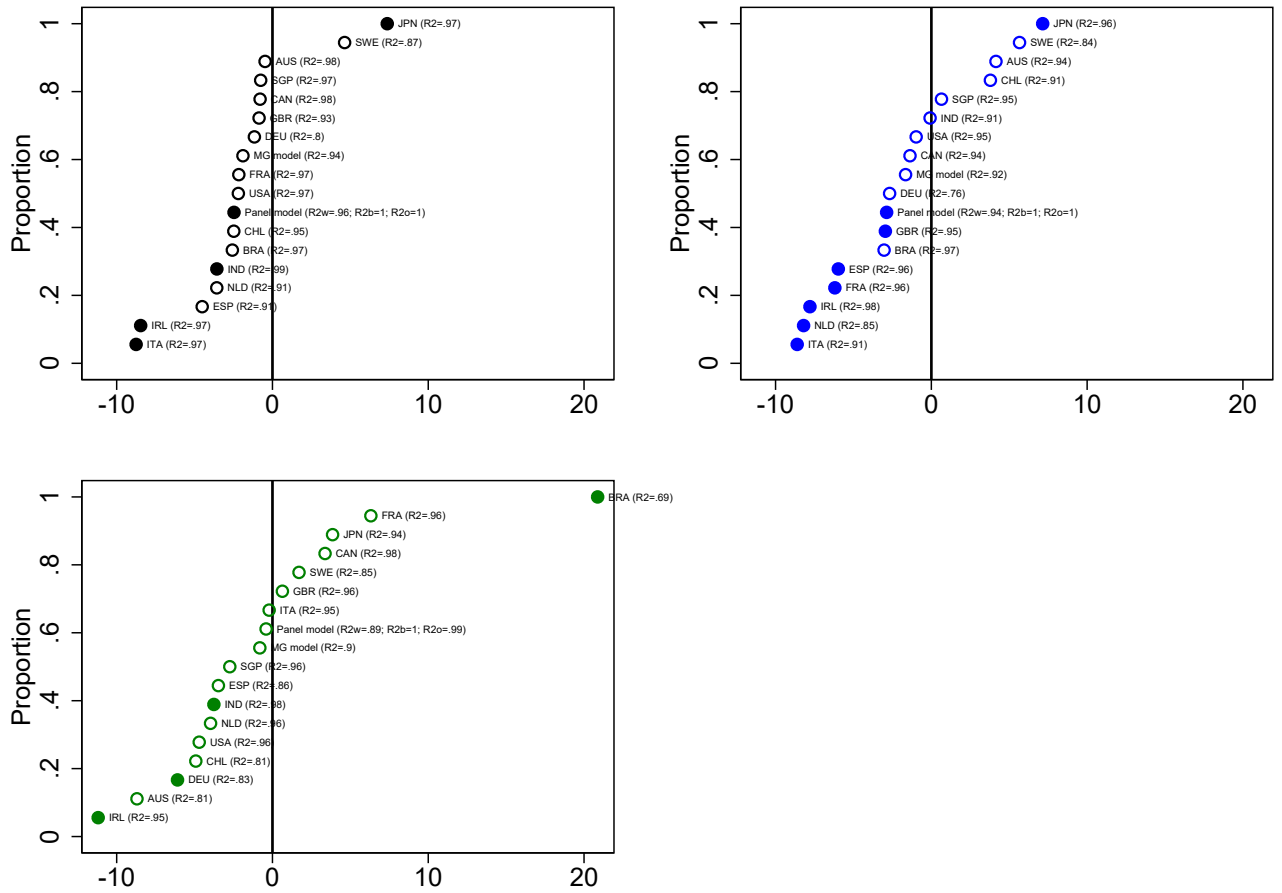 Proportion
1
.8
.6
.4
.2
0
JPN (R2=.97)
SWE (R2=.87)
AUS (R2=.98)
SGP (R2=.97)
CAN (R2=.98)
GBR (R2=.93)
DEU (R2=.8)
MG model (R2=.94)
FRA (R2=.97)
USA (R2=.97)
Panel model (R2w=.96; R2b=1; R2o=1)
CHL (R2=.95)
BRA (R2=.97)
IND (R2=.99)
NLD (R2=.91)
ESP (R2=.91)
IRL (R2=.97)
ITA (R2=.97)
-10 0 10 20
Proportion
1
.8
.6
.4
.2
0
JPN (R2=.96)
SWE (R2=.84)
AUS (R2=.94)
CHL (R2=.91)
SGP (R2=.95)
IND (R2=.91)
USA (R2=.95)
CAN (R2=.94)
MG model (R2=.92)
DEU (R2=.76)
Panel model (R2w=.94; R2b=1; R2o=1)
GBR (R2=.95)
BRA (R2=.97)
ESP (R2=.96)
FRA (R2=.96)
IRL (R2=.98)
NLD (R2=.85)
ITA (R2=.91)
-10 0 10 20
Proportion
1
.8
.6
.4
.2
0
BRA (R2=.69)
FRA (R2=.96)
JPN (R2=.94)
CAN (R2=.98)
SWE (R2=.85)
GBR (R2=.96)
ITA (R2=.95)
Panel model (R2w=.89; R2b=1; R2o=.99)
MG model (R2=.9)
SGP (R2=.96)
ESP (R2=.86)
IND (R2=.98)
NLD (R2=.96)
USA (R2=.96)
CHL (R2=.81)
DEU (R2=.83)
AUS (R2=.81)
IRL (R2=.95)
-10 0 10 20